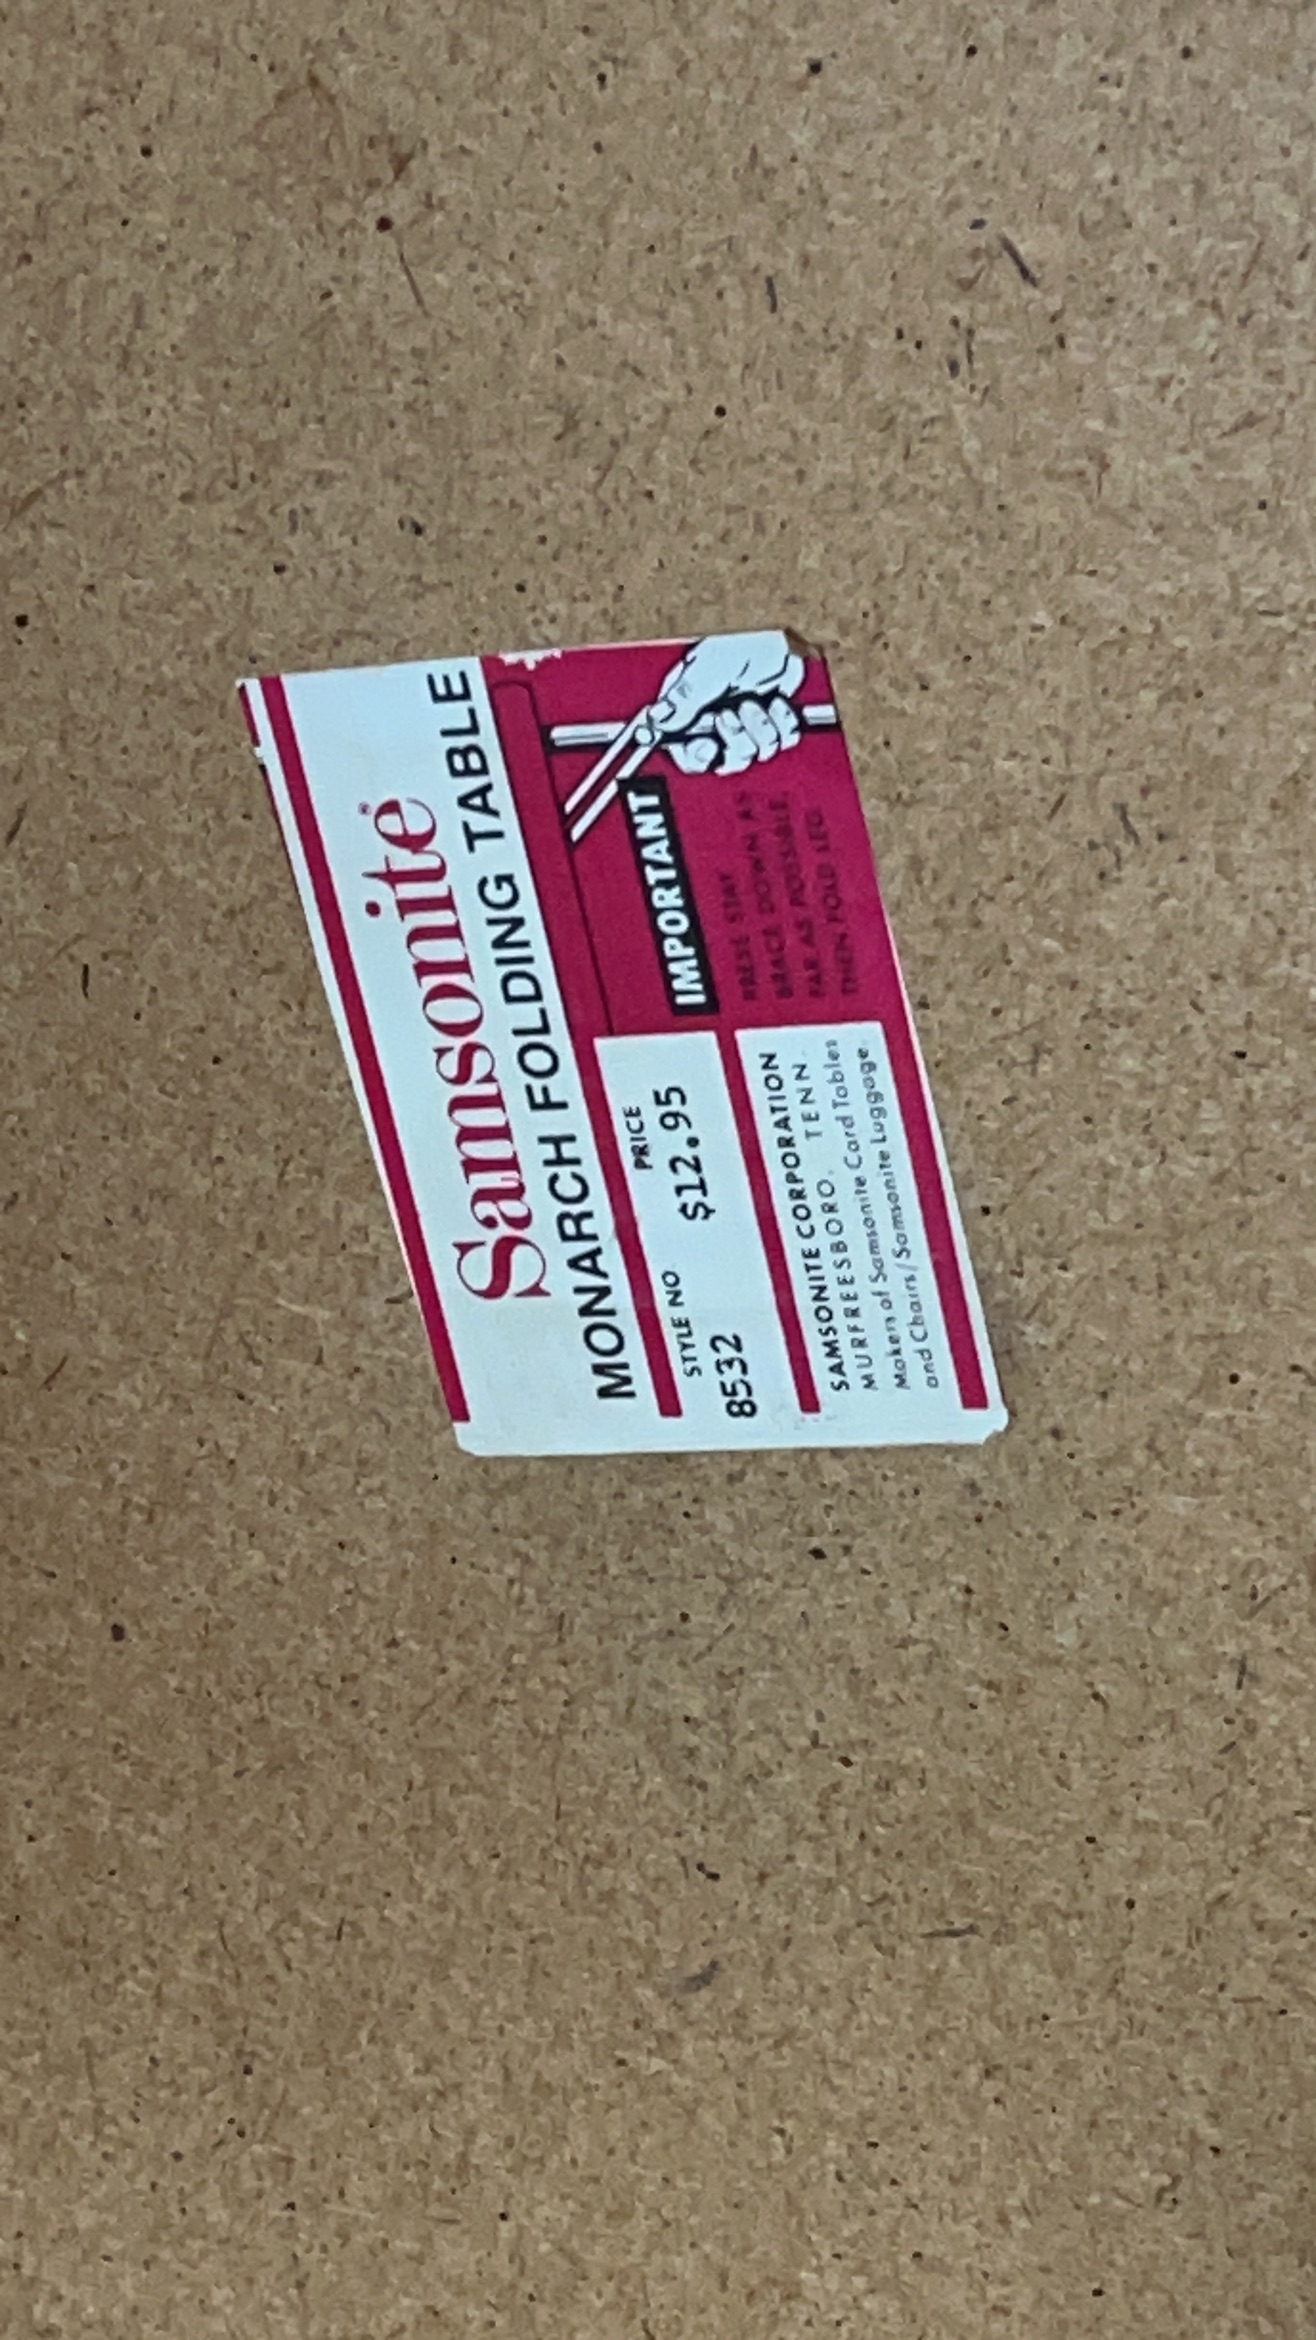 Samsonite®
MONARCH FOLDING TABLE
STYLE NO PRICE
8532 $12.95
IMPORTANT
PRESS STAY
BRACE DOWN AS
FAR AS POSSIBLE,
THEN FOLD LEG
SAMSONITE CORPORATION
MURFREESBORO, TENN.
Makers of Samsonite Card Tables
and Chairs/Samsonite Luggage